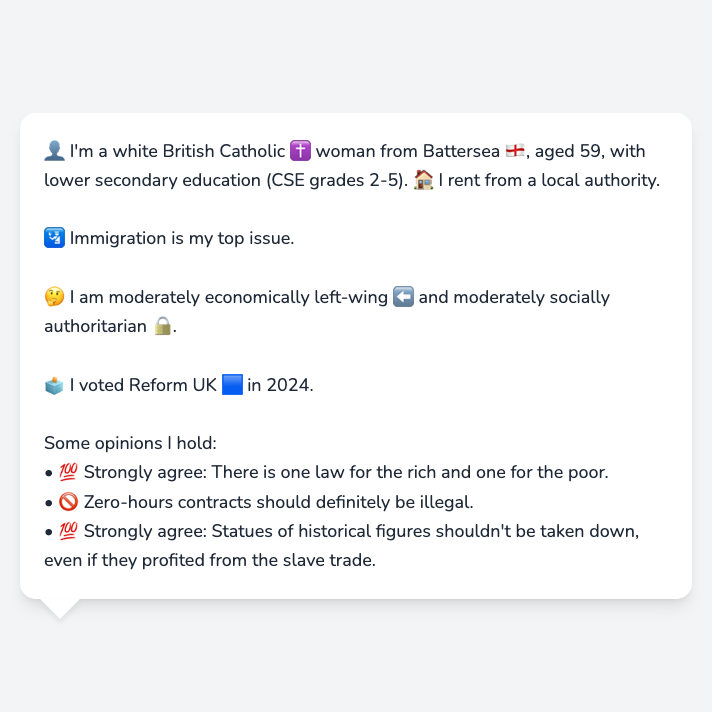 👤 I'm a white British Catholic ✝️ woman from Battersea 🏴󠁧󠁢󠁥󠁮󠁧󠁿, aged 59, with
lower secondary education (CSE grades 2-5). 🏠 I rent from a local authority.
🛂 Immigration is my top issue.
🤔 I am moderately economically left-wing ⬅️ and moderately socially
authoritarian 🔒.
🗳️ I voted Reform UK 🟦 in 2024.
Some opinions I hold:
• 💯 Strongly agree: There is one law for the rich and one for the poor.
• 🚫 Zero-hours contracts should definitely be illegal.
• 💯 Strongly agree: Statues of historical figures shouldn't be taken down,
even if they profited from the slave trade.